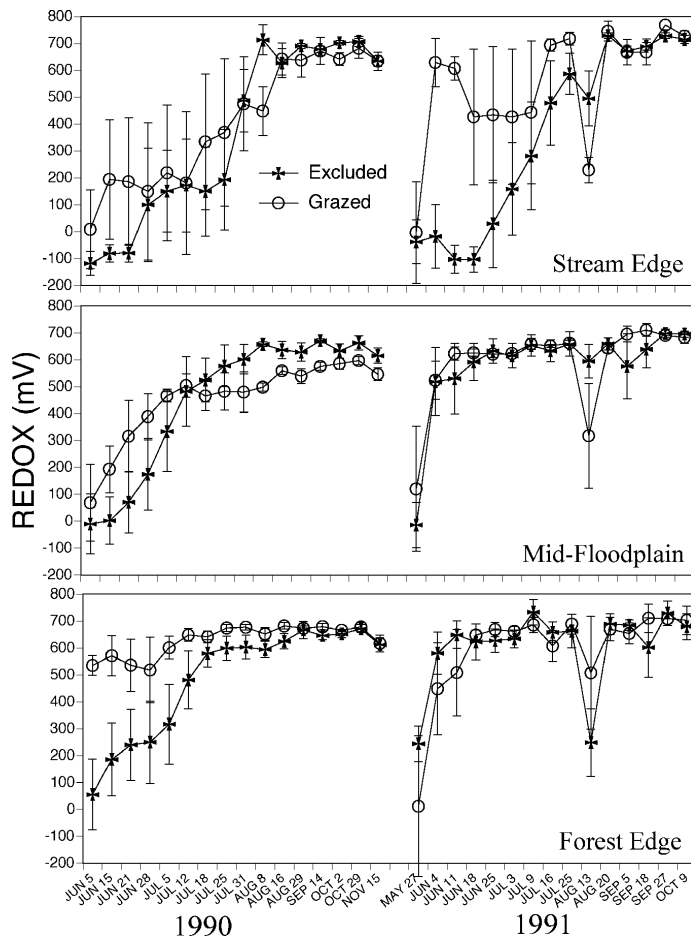 REDOX (mV)
800
700
600
500
400
300
200
100
0
-100
-200
Excluded
Grazed
Stream Edge
800
700
600
500
400
300
200
100
0
-100
-200
Mid-Floodplain
800
700
600
500
400
300
200
100
0
-100
-200
Forest Edge
JUN 5
JUN 15
JUN 21
JUN 28
JUL 5
JUL 12
JUL 18
JUL 25
JUL 31
AUG 8
AUG 16
AUG 29
SEP 14
OCT 2
OCT 29
NOV 15
MAY 27
JUN 4
JUN 11
JUN 18
JUN 25
JUL 3
JUL 9
JUL 16
JUL 25
AUG 13
AUG 20
SEP 5
SEP 18
SEP 27
OCT 9
1990
1991